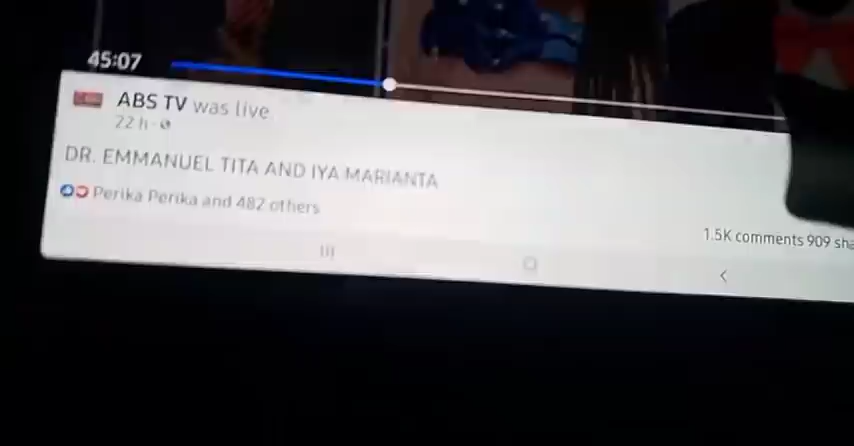 45:07
ABS TV was live
22 h ·
DR. EMMANUEL TITA AND IYA MARIANTA
Perika Perika and 482 others
1.5K comments 909 sha